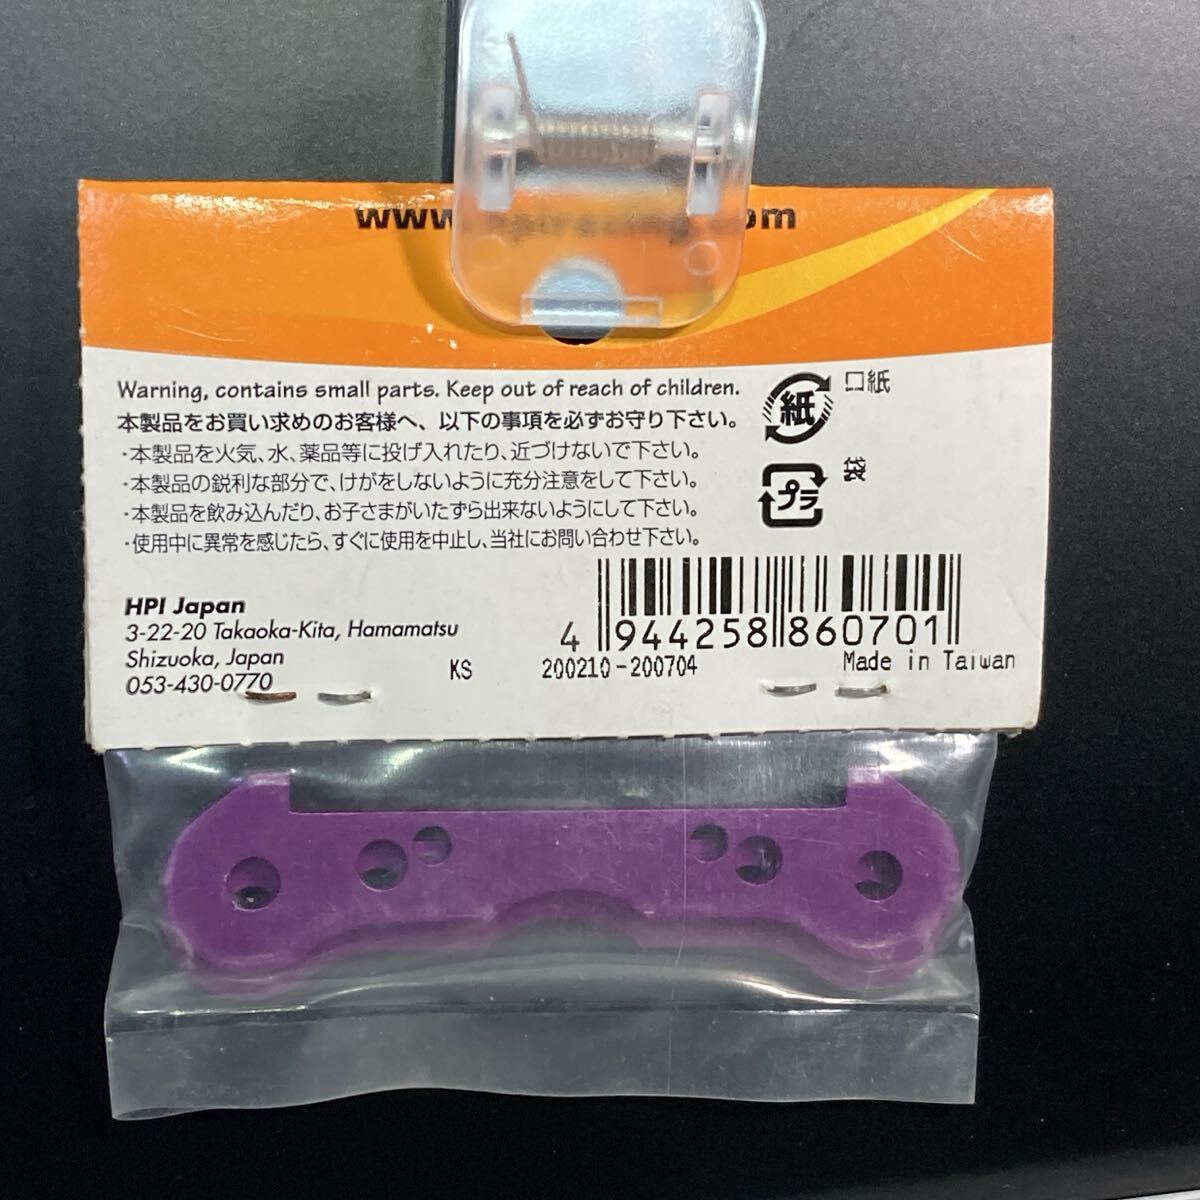 www.hpiracing.com
Warning, contains small parts. Keep out of reach of children.
本製品をお買い求めのお客様へ、以下の事項を必ずお守り下さい。
・本製品を火気、水、薬品等に投げ入れたり、近づけないで下さい。
・本製品の鋭利な部分で、けがをしないように充分注意をして下さい。
・本製品を飲み込んだり、お子さまがいたずら出来ないようにして下さい。
・使用中に異常を感じたら、すぐに使用を中止し、当社にお問い合わせ下さい。
紙
口紙
プラ
袋
HPI Japan
3-22-20 Takaoka-Kita, Hamamatsu
Shizuoka, Japan
053-430-0770
KS
4 944258 860701
200210-200704
Made in Taiwan